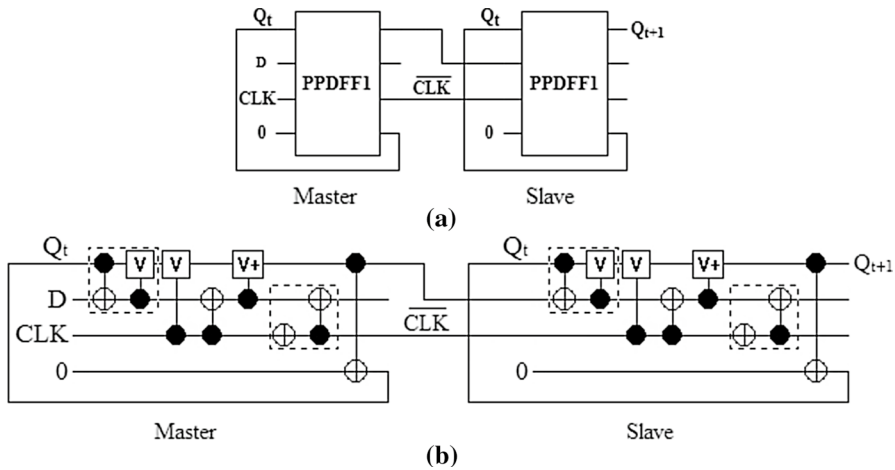 Qt Qt Qt+1
D
PPDFF1 PPDFF1
CLK CLK
0 0
Master Slave
(a)
Qt V V V+ Qt V V V+ Qt+1
D
CLK CLK
0 0
Master Slave
(b)